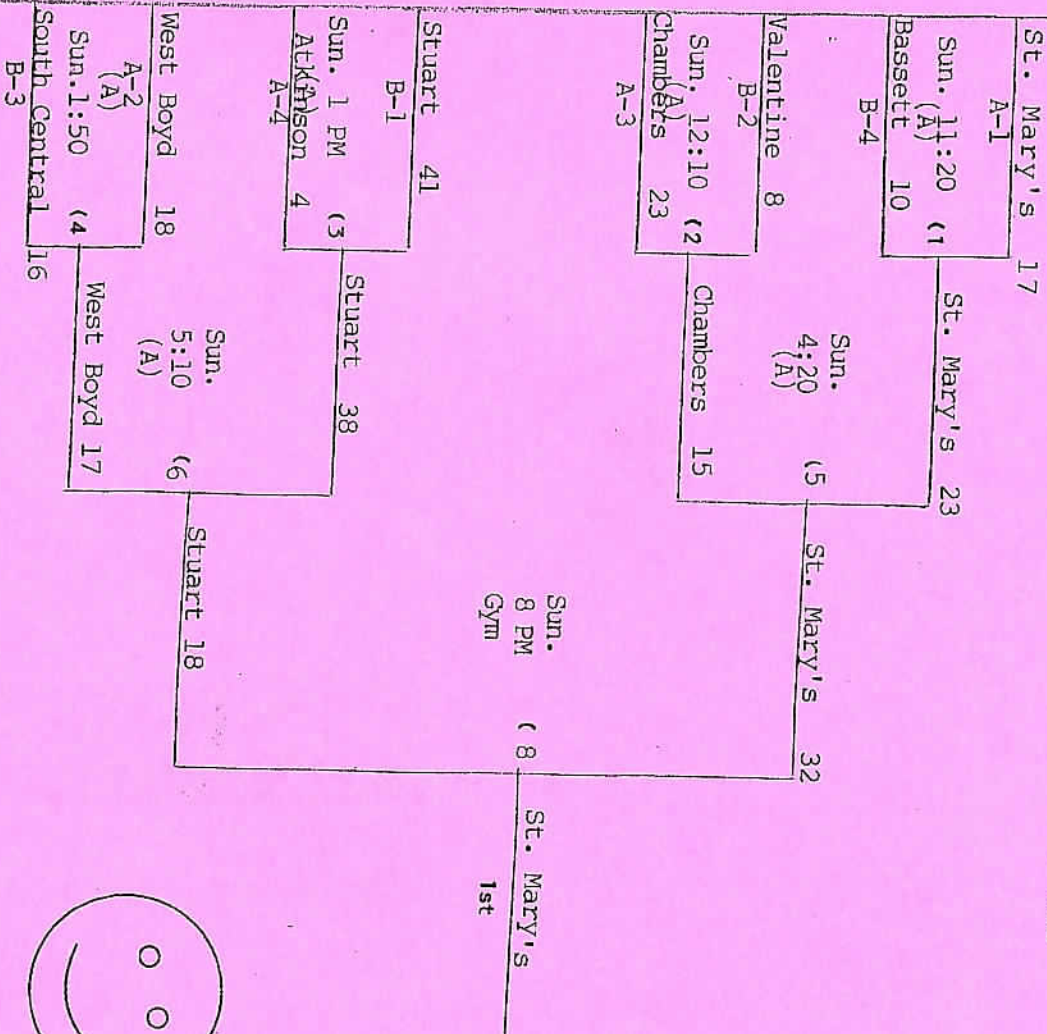 St. Mary's 17
A-1
Sun. 11:20 (1
(A)
Bassett 10
B-4
Valentine 8
B-2
Sun. 12:10 (2
(A)
Chambers 23
A-3
Stuart 41
B-1
Sun. 1 PM (3
(A)
Atkinson 4
A-4
West Boyd 18
A-2
(A)
Sun.1:50 (4
South Central 16
B-3
St. Mary's 23
Sun.
4:20
(A) (5
Chambers 15
Stuart 38
Sun.
5:10 (6
(A)
West Boyd 17
St. Mary's 32
Sun.
8 PM ( 8
Gym
Stuart 18
St. Mary's
1st